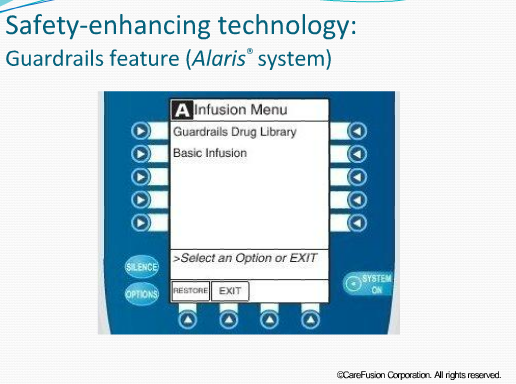 Safety-enhancing technology:
Guardrails feature (Alaris® system)
A Infusion Menu
Guardrails Drug Library
Basic Infusion
>Select an Option or EXIT
SILENCE
OPTIONS
RESTORE EXIT
SYSTEM
ON
©CareFusion Corporation. All rights reserved.